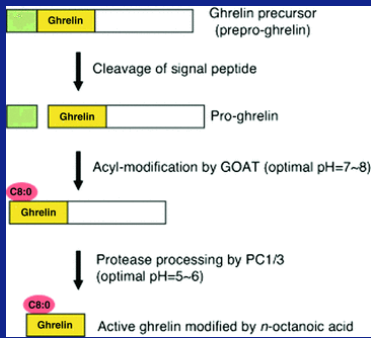 Ghrelin
Ghrelin precursor
(prepro-ghrelin)
Cleavage of signal peptide
Ghrelin
Pro-ghrelin
Acyl-modification by GOAT (optimal pH=7~8)
C8:0
Ghrelin
Protease processing by PC1/3
(optimal pH=5~6)
C8:0
Ghrelin
Active ghrelin modified by n-octanoic acid